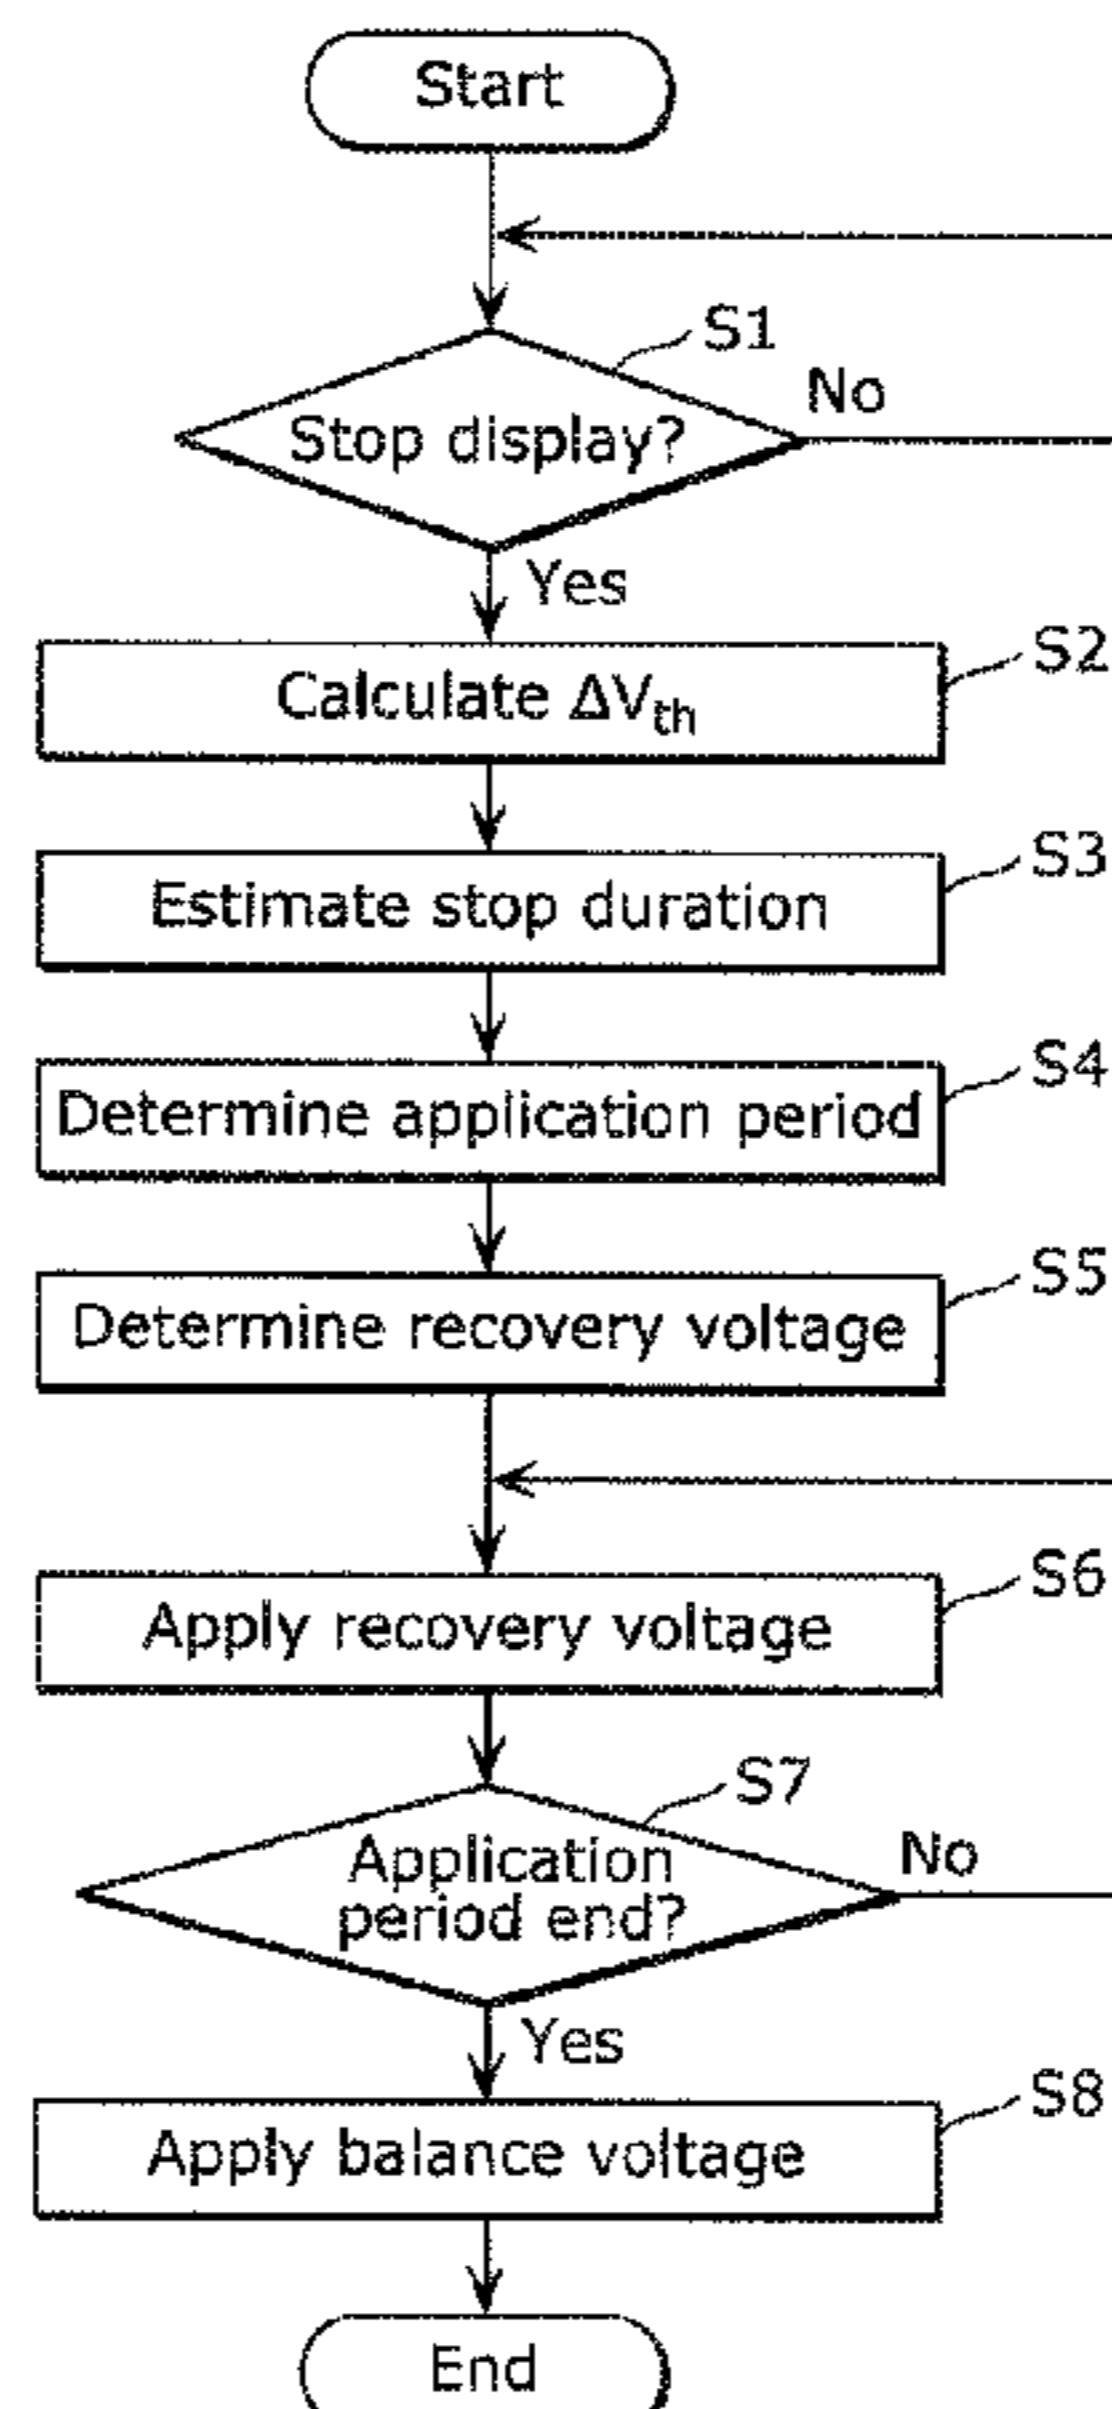 Start
S1
No
Stop display?
Yes
S2
Calculate ΔVth
S3
Estimate stop duration
S4
Determine application period
S5
Determine recovery voltage
S6
Apply recovery voltage
S7
No
Application
period end?
Yes
S8
Apply balance voltage
End